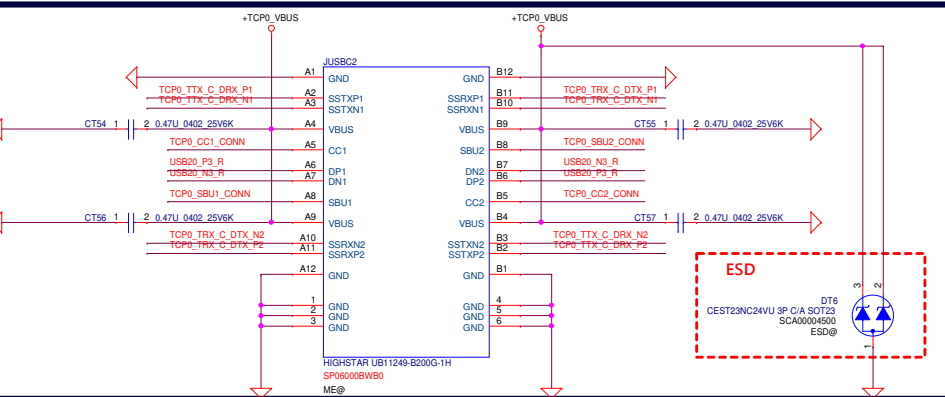 +TCP0_VBUS
+TCP0_VBUS
JUSBC2
A1 GND GND B12
TCP0_TTX_C_DRX_P1 A2 SSTXP1 SSRXP1 B11 TCP0_TRX_C_DTX_P1
TCP0_TTX_C_DRX_N1 A3 SSTXN1 SSRXN1 B10 TCP0_TRX_C_DTX_N1
CT54 1 2 0.47U_0402_25V6K A4 VBUS VBUS B9 CT55 1 2 0.47U_0402_25V6K
TCP0_CC1_CONN A5 CC1 SBU2 B8 TCP0_SBU2_CONN
USB20_P3_R A6 DP1 DN2 B7 USB20_N3_R
USB20_N3_R A7 DN1 DP2 B6 USB20_P3_R
TCP0_SBU1_CONN A8 SBU1 CC2 B5 TCP0_CC2_CONN
CT56 1 2 0.47U_0402_25V6K A9 VBUS VBUS B4 CT57 1 2 0.47U_0402_25V6K
TCP0_TRX_C_DTX_N2 A10 SSRXN2 SSTXN2 B3 TCP0_TTX_C_DRX_N2
TCP0_TRX_C_DTX_P2 A11 SSRXP2 SSTXP2 B2 TCP0_TTX_C_DRX_P2
A12 GND GND B1
1 GND GND 4
2 GND GND 5
3 GND GND 6
HIGHSTAR UB11249-B200G-1H
SP06000BWB0
ME@
ESD
3 2
DT6
CEST23NC24VU 3P C/A SOT23
SCA00004500
ESD@
1